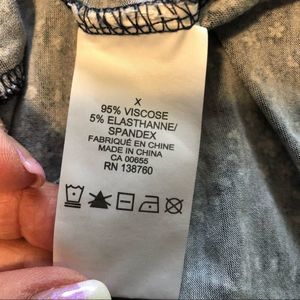 X
95% VISCOSE
5% ELASTHANNE/
SPANDEX
FABRIQUÉ EN CHINE
MADE IN CHINA
CA 00655
RN 138760